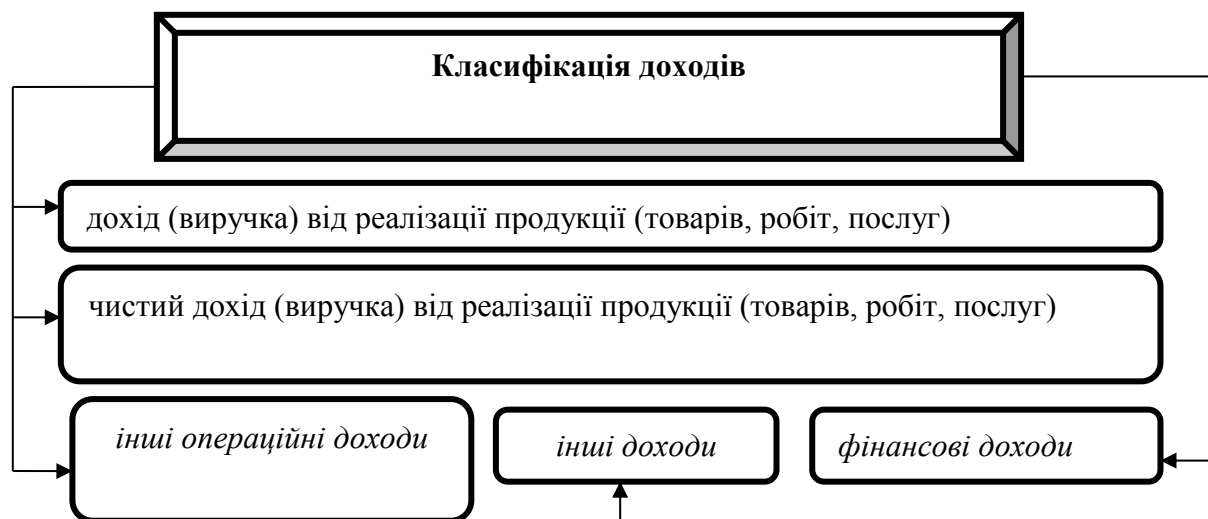 Класифікація доходів
дохід (виручка) від реалізації продукції (товарів, робіт, послуг)
чистий дохід (виручка) від реалізації продукції (товарів, робіт, послуг)
інші операційні доходи
інші доходи
фінансові доходи